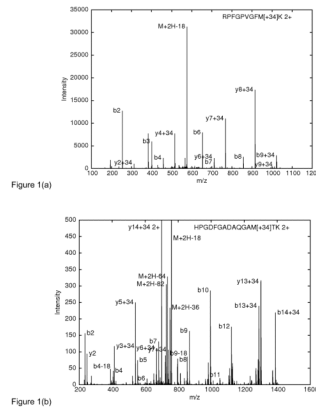 35000
30000
25000
20000
15000
10000
5000
0
Intensity
RPFGPVGFM[+34]K 2+
M+2H-18
b2
y8+34
y7+34
b3
y4+34
b6
b4
y6+34
b7
b8
b9+34
y2+34
y9+34
100 200 300 400 500 600 700 800 900 1000 1100 120
m/z
Figure 1(a)
500
450
400
350
300
250
200
150
100
50
0
Intensity
y14+34 2+
HPGDFGADAQGAM[+34]TK 2+
M+2H-18
M+2H-64
M+2H-82
y5+34
M+2H-36
b10
y13+34
b13+34
b14+34
b2
b7
b9
b12
y2
y3+34
y6+34
y7+34
b9-18
b4-18
b5
b8
b4
b6
b11
200 400 600 800 1000 1200 1400 1600
m/z
Figure 1(b)